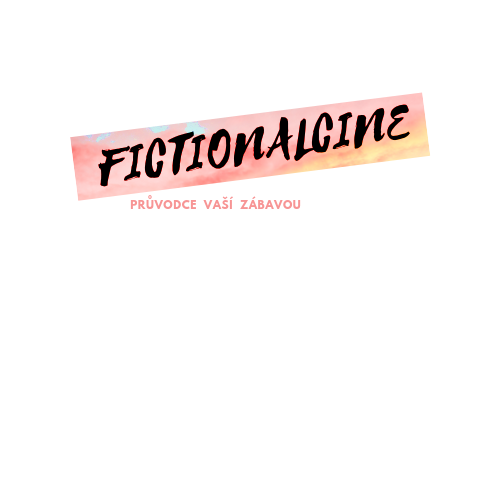 FICTIONALCINE
PRŮVODCE VAŠÍ ZÁBAVOU